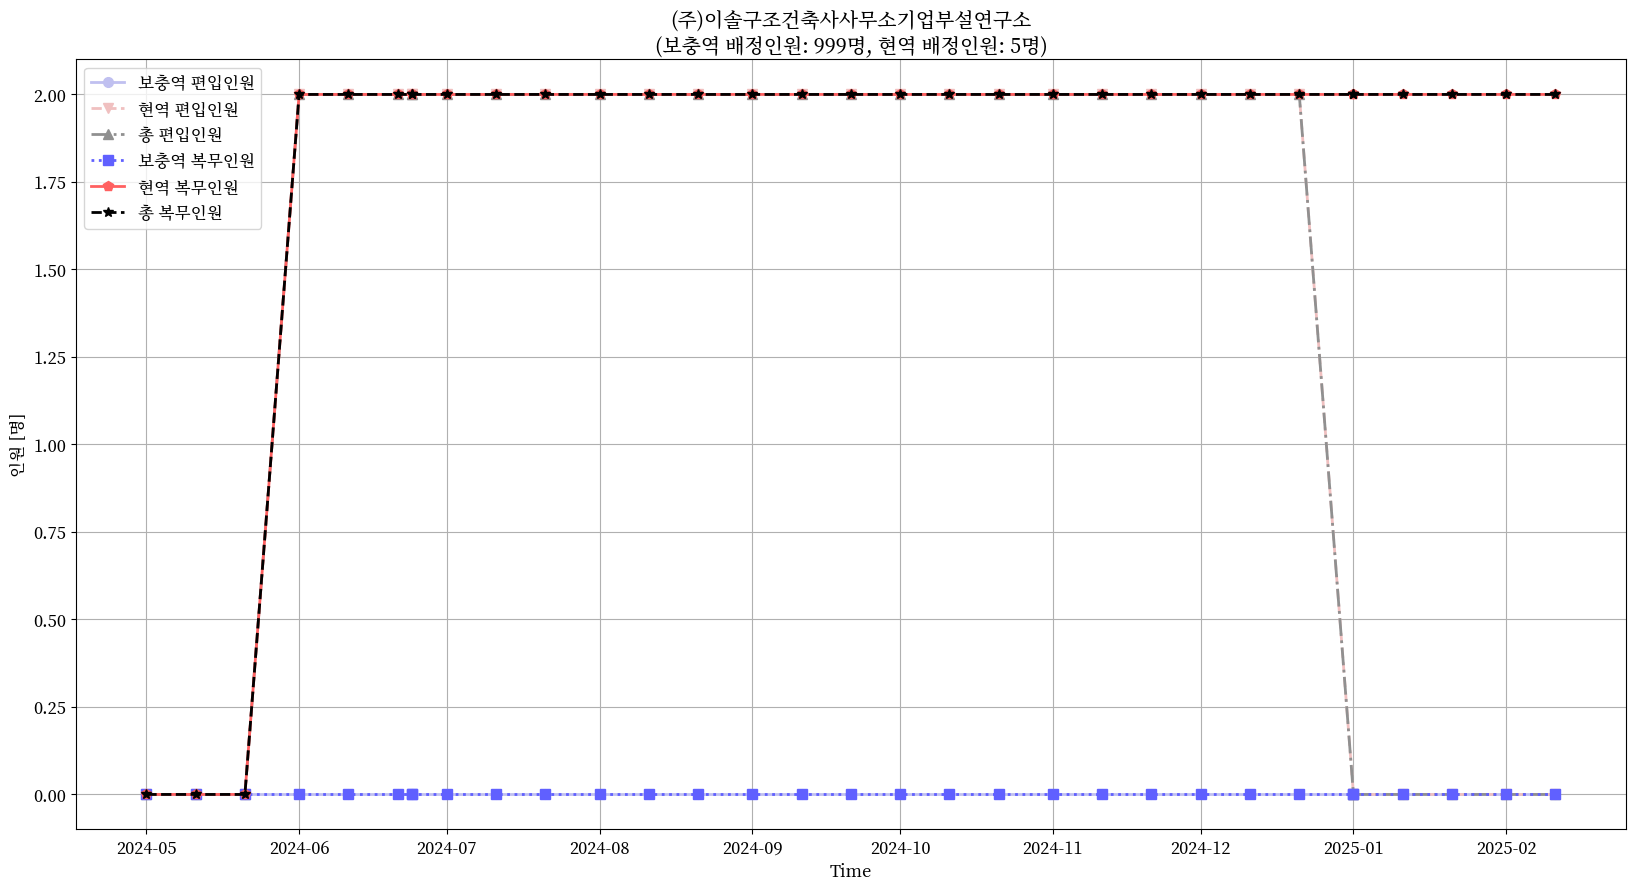 (주)이솔구조건축사사무소기업부설연구소
(보충역 배정인원: 999명, 현역 배정인원: 5명)
보충역 편입인원
현역 편입인원
총 편입인원
보충역 복무인원
현역 복무인원
총 복무인원
2.00
1.75
1.50
1.25
1.00
0.75
0.50
0.25
0.00
인원 [명]
2024-05
2024-06
2024-07
2024-08
2024-09
2024-10
2024-11
2024-12
2025-01
2025-02
Time